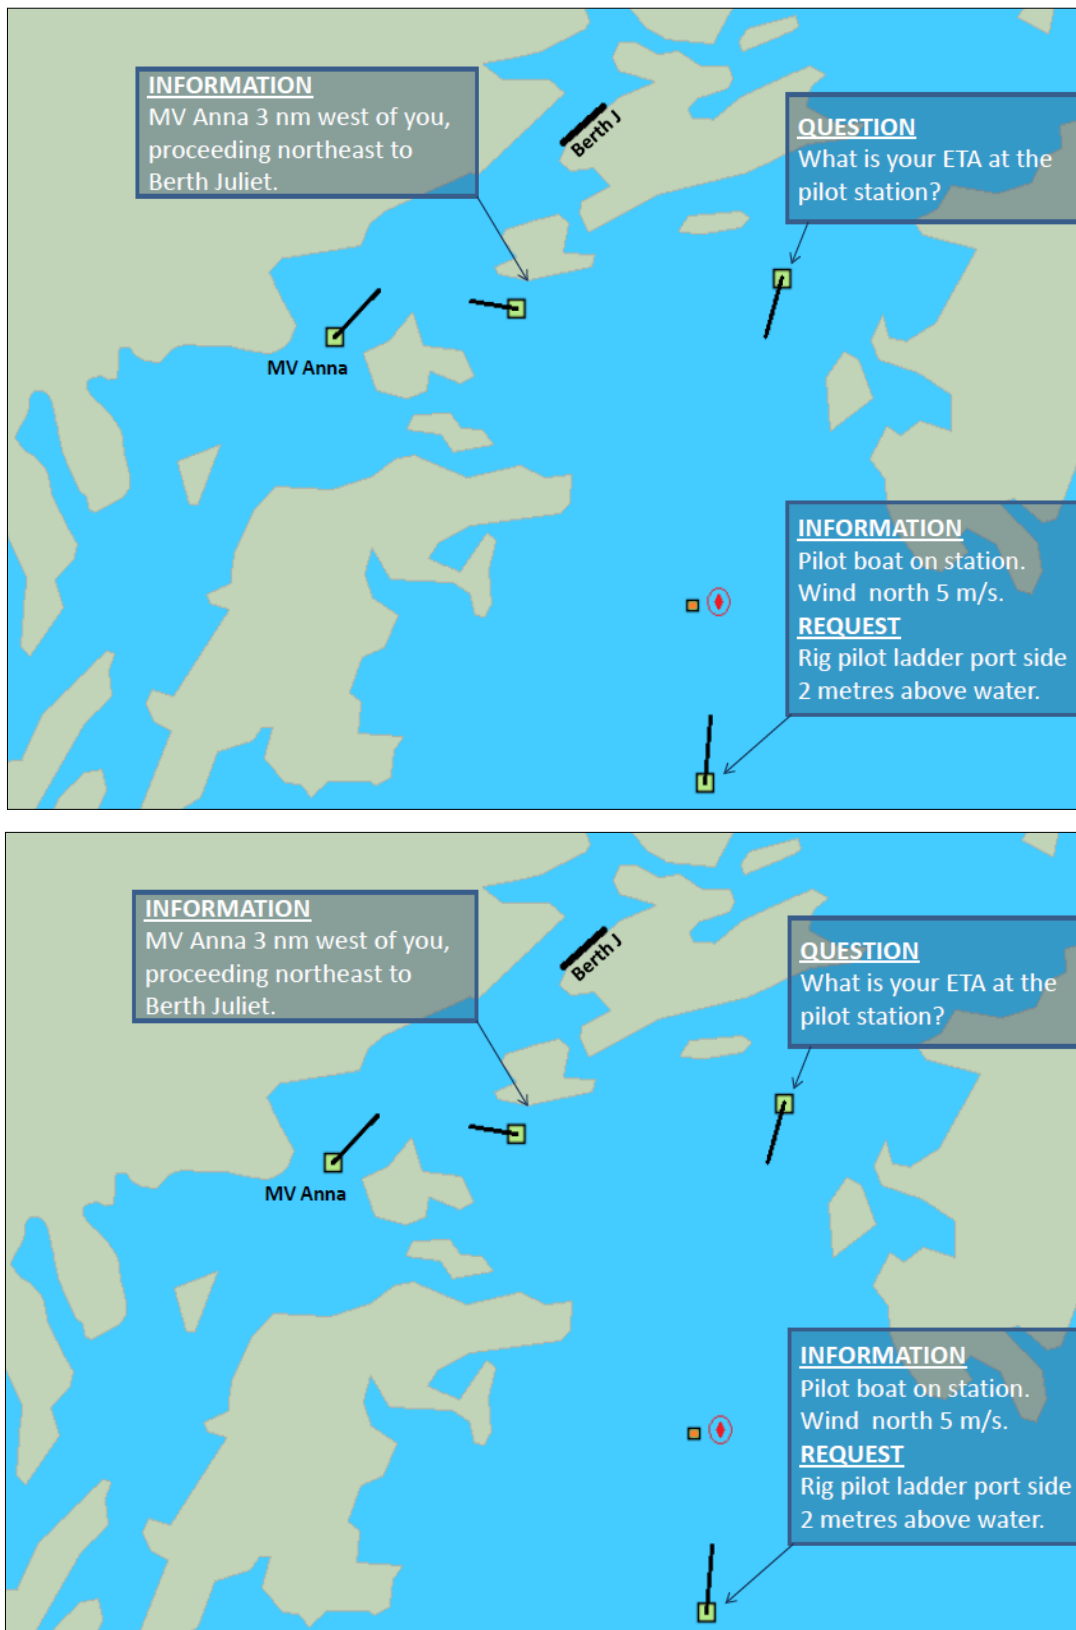 INFORMATION
MV Anna 3 nm west of you,
proceeding northeast to
Berth Juliet.
Berth J
QUESTION
What is your ETA at the
pilot station?
MV Anna
INFORMATION
Pilot boat on station.
Wind  north 5 m/s.
REQUEST
Rig pilot ladder port side
2 metres above water.
INFORMATION
MV Anna 3 nm west of you,
proceeding northeast to
Berth Juliet.
Berth J
QUESTION
What is your ETA at the
pilot station?
MV Anna
INFORMATION
Pilot boat on station.
Wind  north 5 m/s.
REQUEST
Rig pilot ladder port side
2 metres above water.